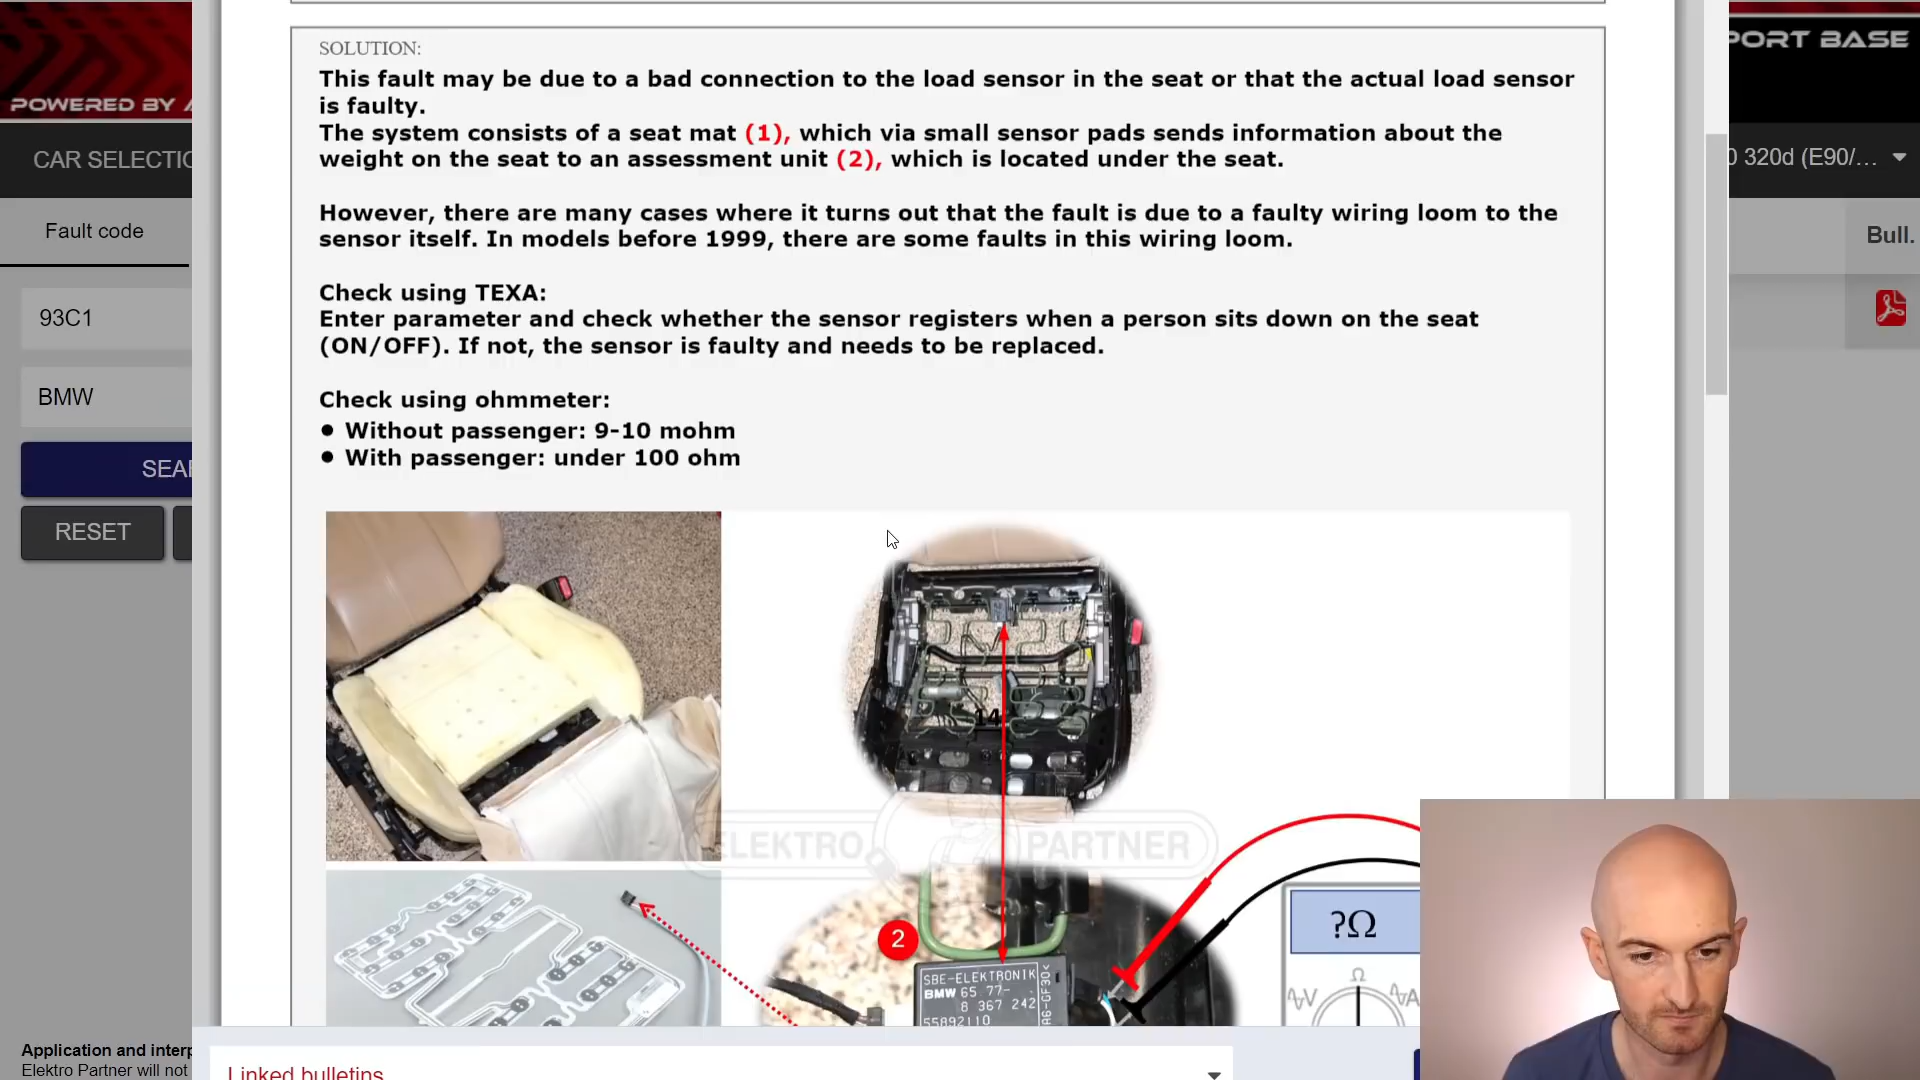 PORT BASE
POWERED BY
CAR SELECTIO
0 320d (E90/...
Fault code
Bull.
93C1
BMW
SEA
RESET
SOLUTION:
This fault may be due to a bad connection to the load sensor in the seat or that the actual load sensor
is faulty.
The system consists of a seat mat (1), which via small sensor pads sends information about the
weight on the seat to an assessment unit (2), which is located under the seat.
However, there are many cases where it turns out that the fault is due to a faulty wiring loom to the
sensor itself. In models before 1999, there are some faults in this wiring loom.
Check using TEXA:
Enter parameter and check whether the sensor registers when a person sits down on the seat
(ON/OFF). If not, the sensor is faulty and needs to be replaced.
Check using ohmmeter:
• Without passenger: 9-10 mohm
• With passenger: under 100 ohm
14
ELEKTRO PARTNER
2
SBE-ELEKTRONIK
BMW 65 77-
8 367 242
55892110
A6-GF30<
?Ω
Ω
V
A
Application and interp
Elektro Partner will not
Linked bulletins